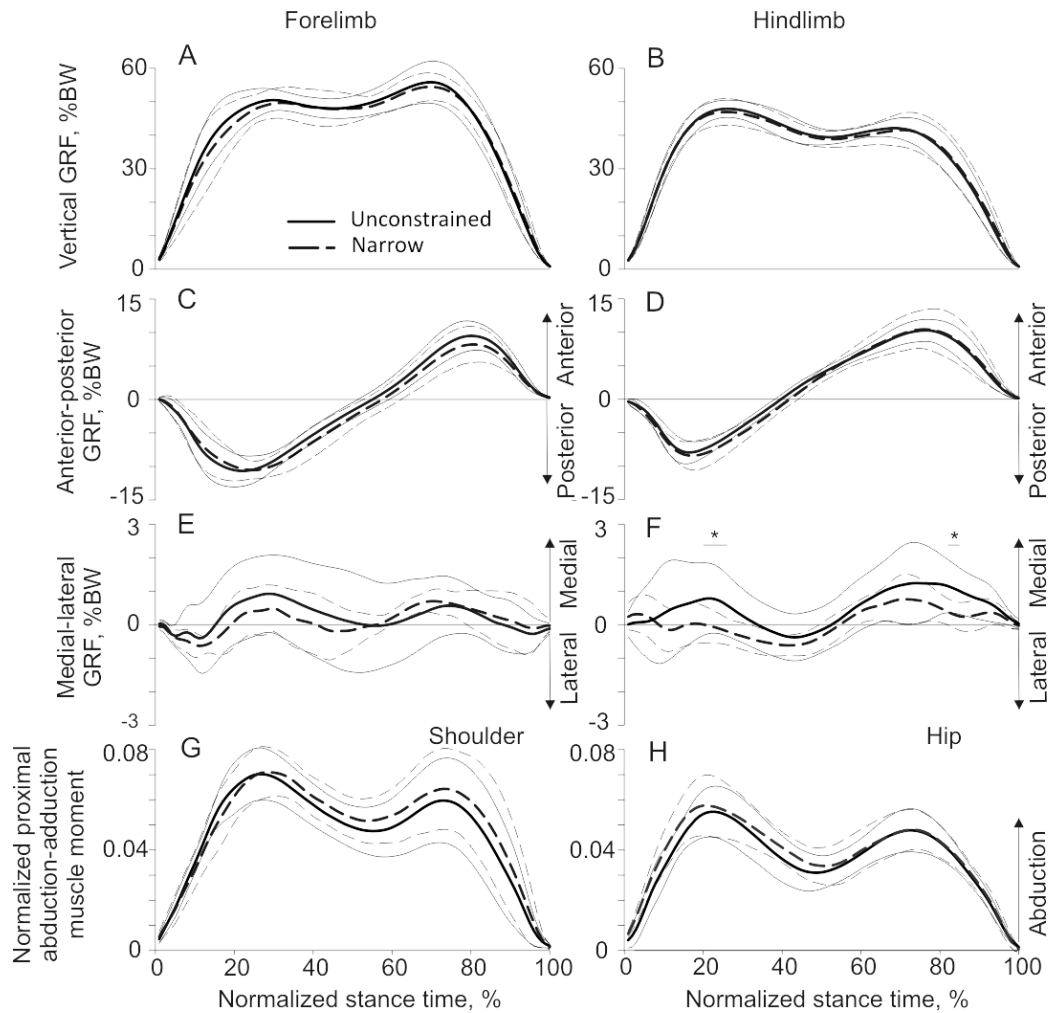 Forelimb
Hindlimb
A
B
Vertical GRF, %BW
60
30
0
60
30
0
Unconstrained
Narrow
C
D
Anterior-posterior
GRF, %BW
15
0
-15
15
0
-15
Posterior Anterior
Posterior Anterior
E
F
* *
Medial-lateral
GRF, %BW
3
0
-3
3
0
-3
Lateral Medial
Lateral Medial
G
Shoulder
H
Hip
Normalized proximal
abduction-adduction
muscle moment
0.08
0.04
0
0.08
0.04
0
Abduction
0 20 40 60 80 100
0 20 40 60 80 100
Normalized stance time, %
Normalized stance time, %